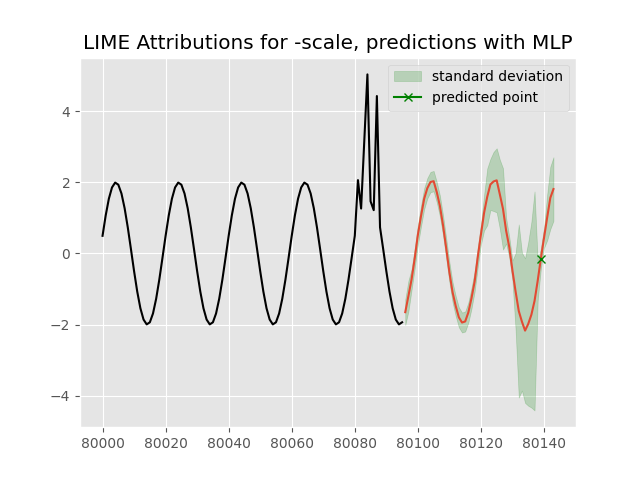 LIME Attributions for -scale, predictions with MLP
standard deviation
predicted point
4
2
0
−2
−4
80000 80020 80040 80060 80080 80100 80120 80140